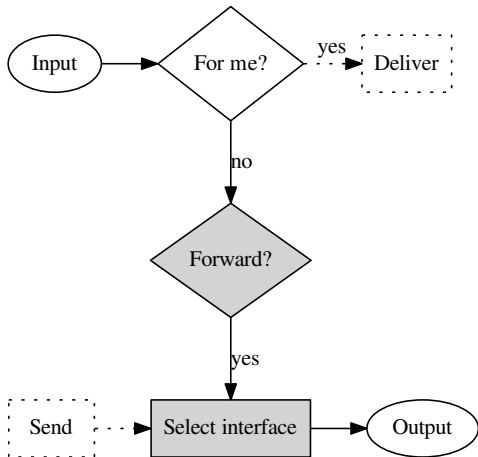 Input
For me?
yes
Deliver
no
Forward?
yes
Send
Select interface
Output